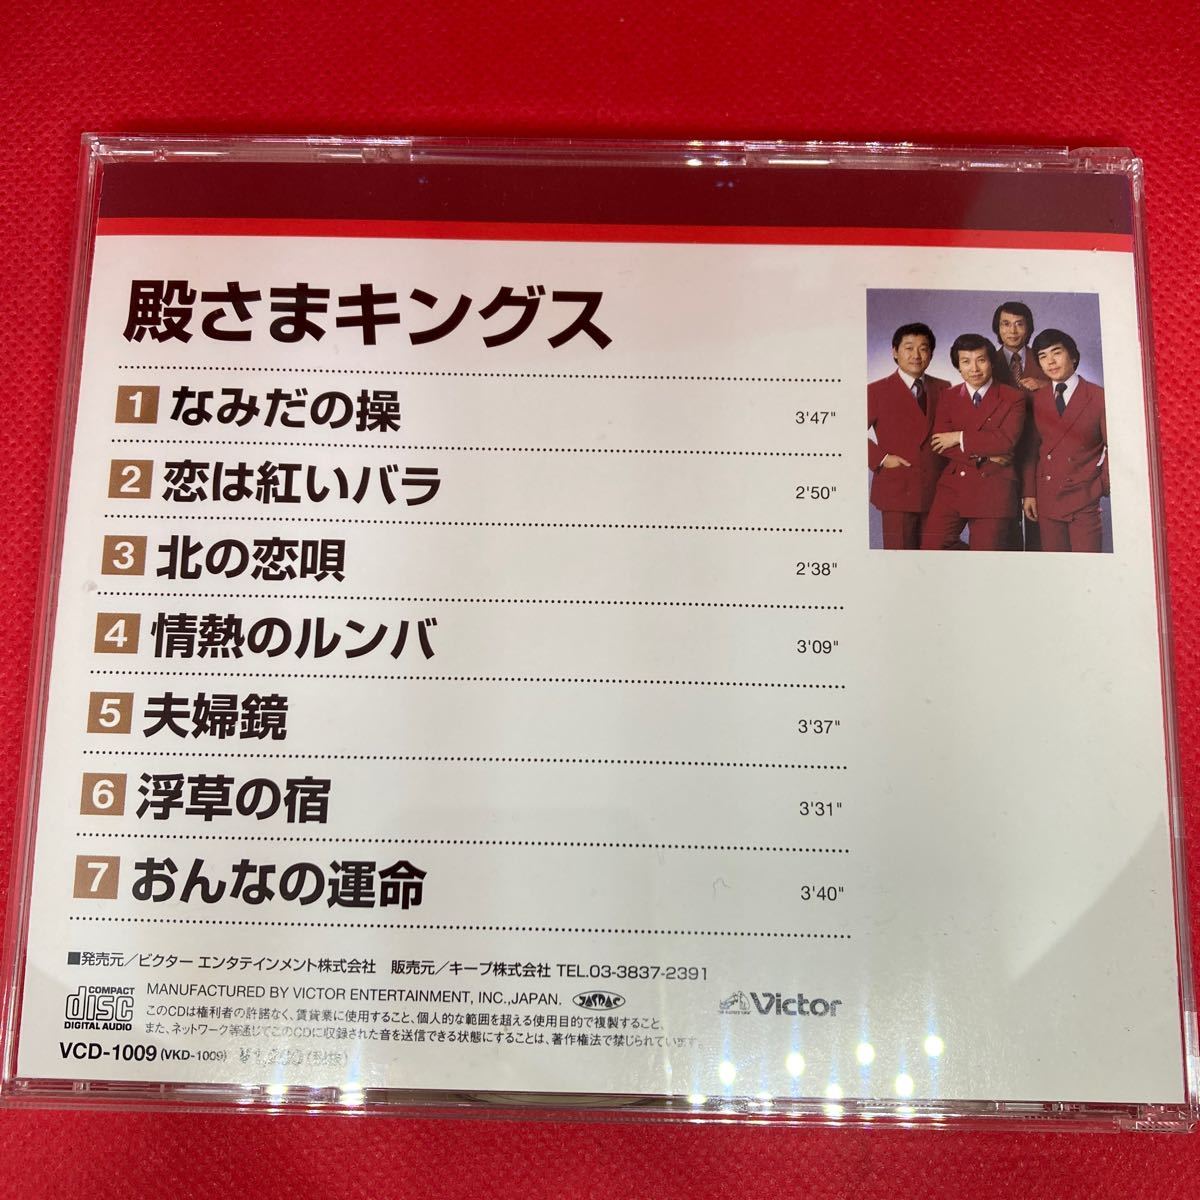 殿さまキングス
1 なみだの操 3'47"
2 恋は紅いバラ 2'50"
3 北の恋唄 2'38"
4 情熱のルンバ 3'09"
5 夫婦鏡 3'37"
6 浮草の宿 3'31"
7 おんなの運命 3'40"
■発売元／ビクター エンタテインメント株式会社 販売元／キープ株式会社 TEL.03-3837-2391
COMPACT disc DIGITAL AUDIO
MANUFACTURED BY VICTOR ENTERTAINMENT, INC.,JAPAN. JASRAC
Victor
このCDは権利者の許諾なく、賃貸業に使用すること、個人的な範囲を超える使用目的で複製すること、
また、ネットワーク等通じてこのCDに収録された音を送信できる状態にすることは、著作権法で禁じられています。
VCD-1009 (VKD-1009)